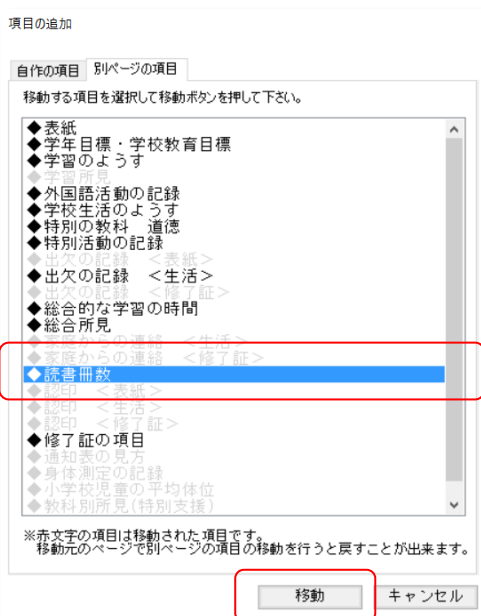 項目の追加
自作の項目 別ページの項目
移動する項目を選択して移動ボタンを押して下さい。
◆表紙
◆学年目標・学校教育目標
◆学習のようす
◆学習所見
◆外国語活動の記録
◆学校生活のようす
◆特別の教科 道徳
◆特別活動の記録
◆出欠の記録 <表紙>
◆出欠の記録 <生活>
◆出欠の記録 <修了証>
◆総合的な学習の時間
◆総合所見
◆家庭からの連絡 <生活>
◆家庭からの連絡 <修了証>
◆読書冊数
◆認印 <表紙>
◆認印 <生活>
◆認印 <修了証>
◆修了証の項目
◆通知表の見方
◆身体測定の記録
◆小学校児童の平均体位
◆教科別所見(特別支援)
※赤文字の項目は移動された項目です。
移動元のページで別ページの項目の移動を行うと戻すことが出来ます。
移動 キャンセル